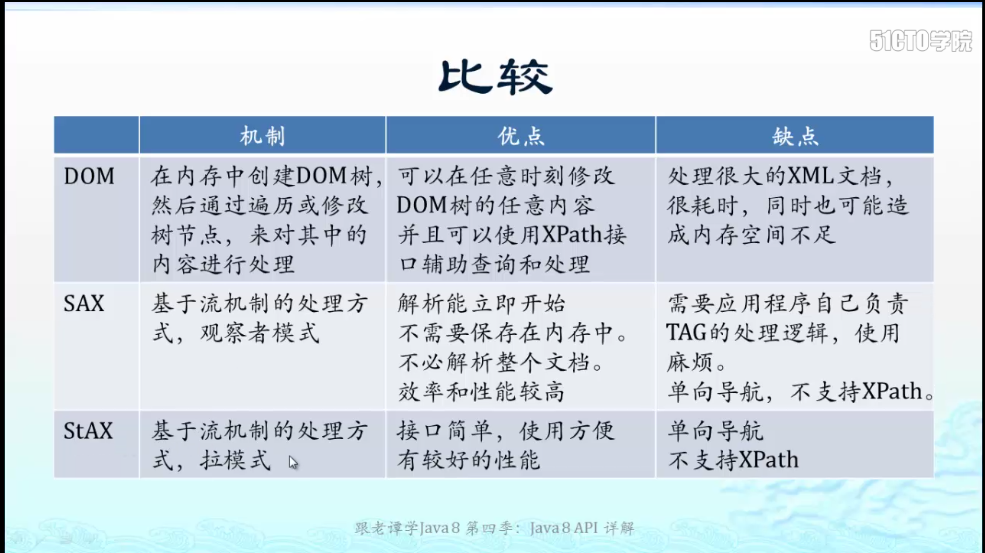 51CTO学院
比较
机制 优点 缺点
DOM
在内存中创建DOM树，
然后通过遍历或修改
树节点，来对其中的
内容进行处理
可以在任意时刻修改
DOM树的任意内容
并且可以使用XPath接
口辅助查询和处理
处理很大的XML文档，
很耗时，同时也可能造
成内存空间不足
SAX
基于流机制的处理方
式，观察者模式
解析能立即开始
不需要保存在内存中。
不必解析整个文档。
效率和性能较高
需要应用程序自己负责
TAG的处理逻辑，使用
麻烦。
单向导航，不支持XPath。
StAX
基于流机制的处理方
式，拉模式
接口简单，使用方便
有较好的性能
单向导航
不支持XPath
跟老谭学Java8 第四季：Java8 API 详解